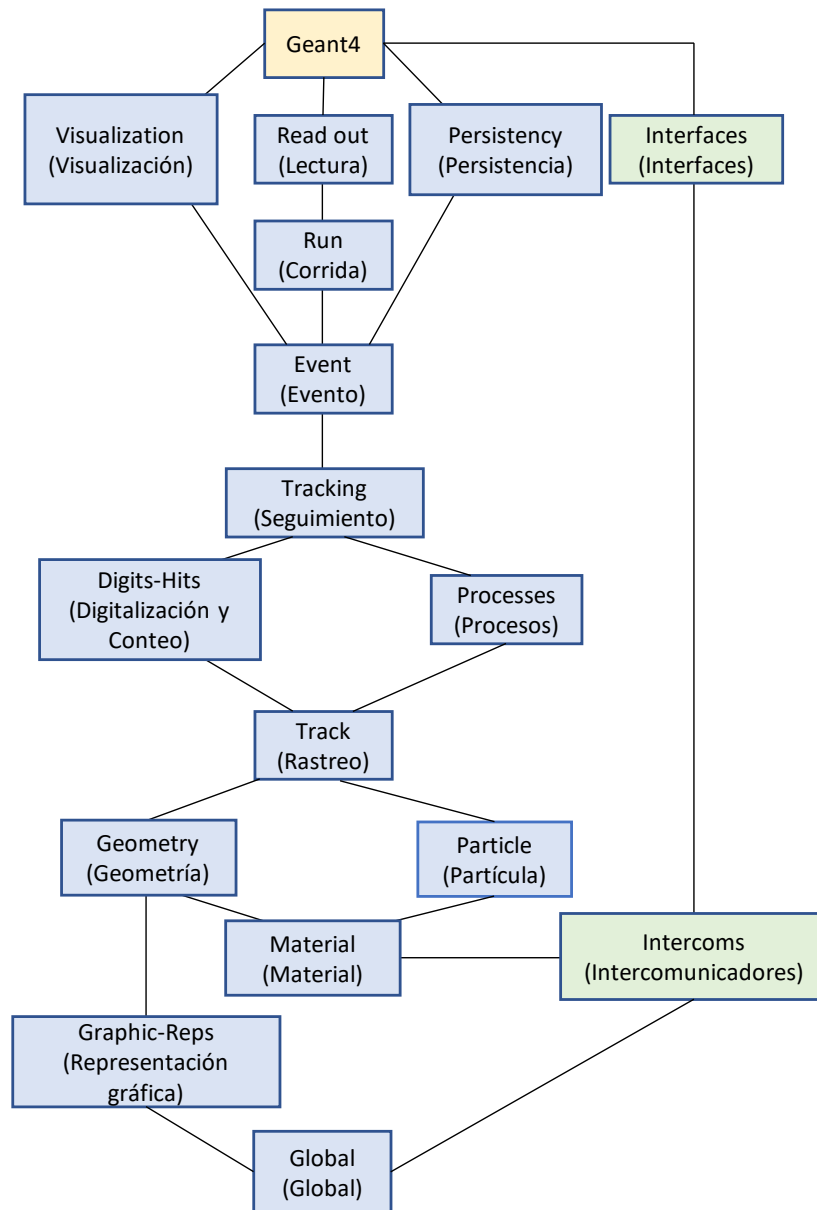 Geant4
Visualization
(Visualización)
Read out
(Lectura)
Persistency
(Persistencia)
Interfaces
(Interfaces)
Run
(Corrida)
Event
(Evento)
Tracking
(Seguimiento)
Digits-Hits
(Digitalización y
Conteo)
Processes
(Procesos)
Track
(Rastreo)
Geometry
(Geometría)
Particle
(Partícula)
Material
(Material)
Intercoms
(Intercomunicadores)
Graphic-Reps
(Representación
gráfica)
Global
(Global)